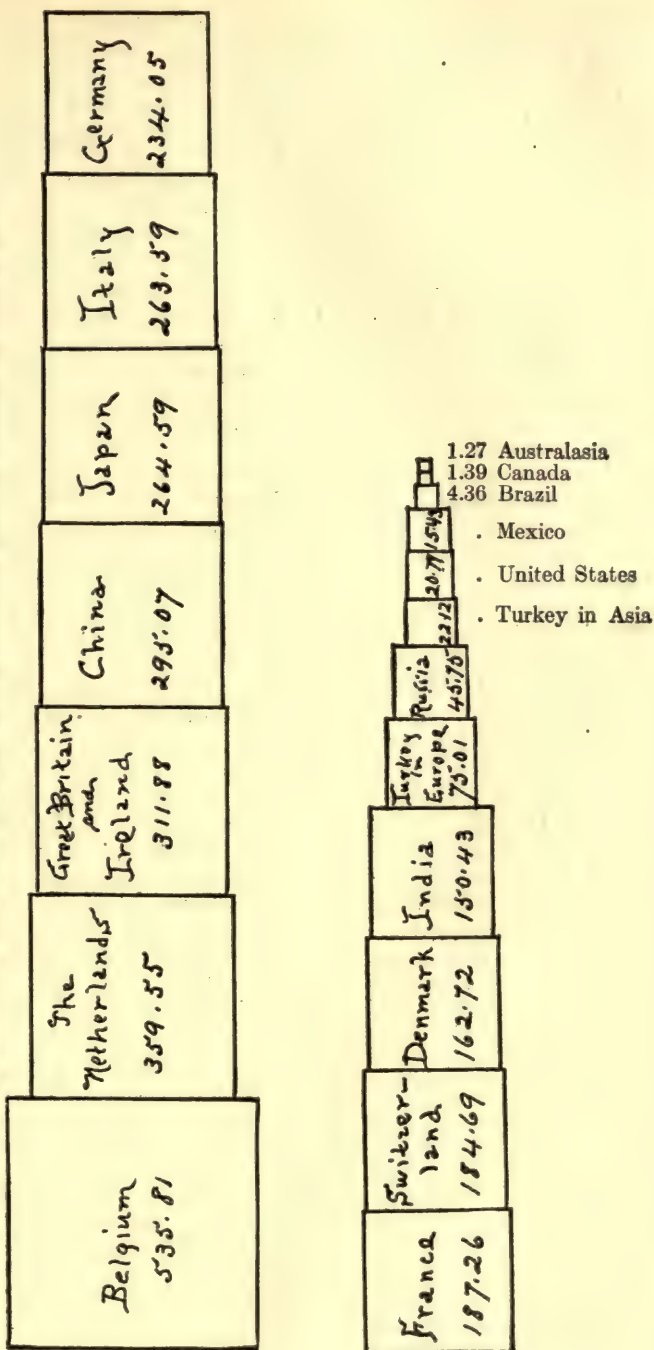 Germany
234.05
Italy
263.59
Japan
264.59
China
295.07
Great Britain
and
Ireland
311.88
The
Netherlands
359.55
Belgium
535.81
1.27 Australasia
1.39 Canada
4.36 Brazil
15.43 . Mexico
20.77 . United States
. Turkey in Asia
Russia
45.75
Turkey
in
Europe
75.01
India
150.43
Denmark
162.72
Switzer-
land
184.69
France
187.26